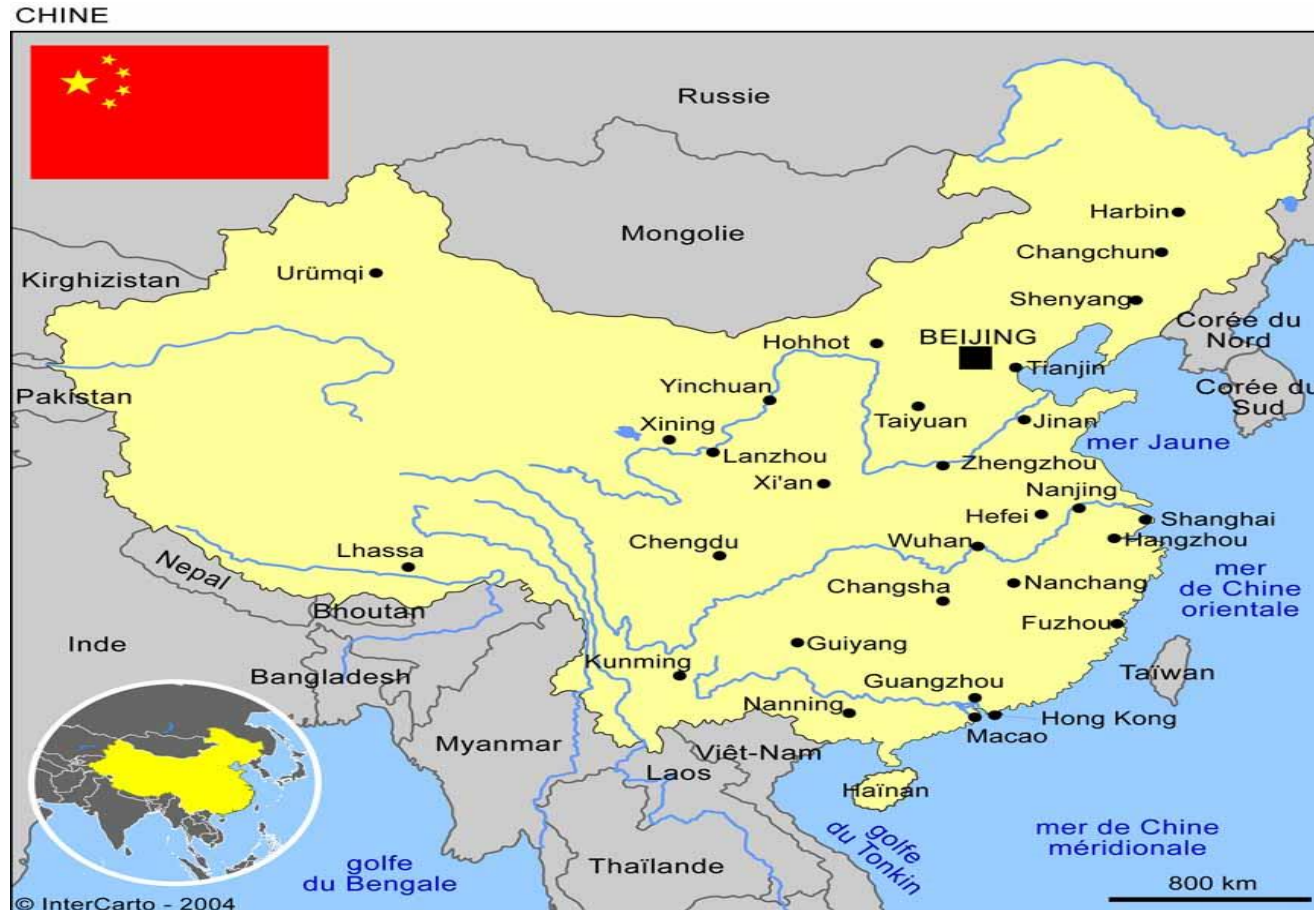 CHINE
Russie
Mongolie
Harbin
Changchun
Kirghizistan
Urümqi
Shenyang
Corée du
Nord
Hohhot
BEIJING
Tianjin
Pakistan
Yinchuan
Corée du
Sud
Xining
Taiyuan
Jinan
mer Jaune
Lanzhou
Zhengzhou
Xi'an
Nanjing
Hefei
Shanghai
Lhassa
Chengdu
Wuhan
Hangzhou
Nepal
Changsha
Nanchang
mer
de Chine
orientale
Bhoutan
Fuzhou
Inde
Guiyang
Kunming
Bangladesh
Taïwan
Guangzhou
Nanning
Hong Kong
Macao
Myanmar
Viêt-Nam
Laos
Haïnan
golfe
du Tonkin
mer de Chine
méridionale
Thaïlande
golfe
du Bengale
800 km
© InterCarto - 2004